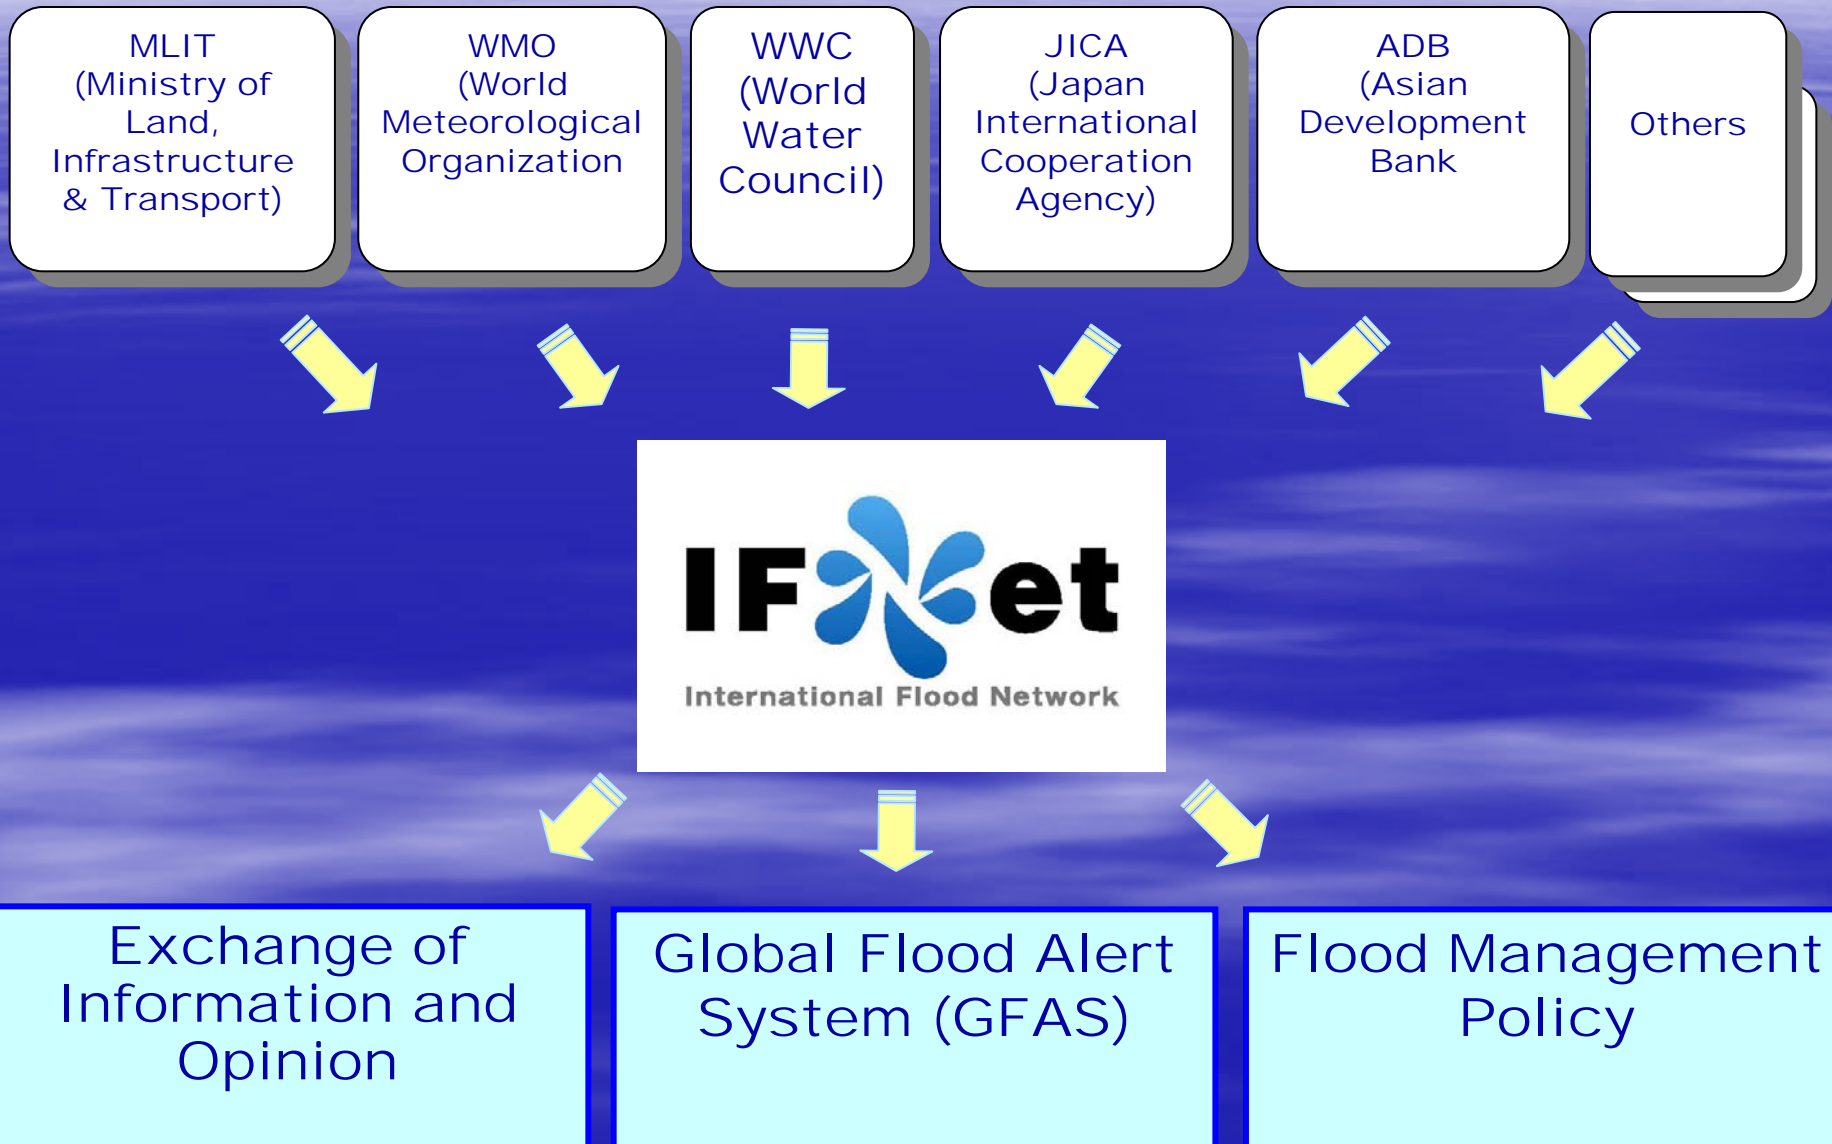 MLIT
(Ministry of
Land,
Infrastructure
& Transport)
WMO
(World
Meteorological
Organization
WWC
(World
Water
Council)
JICA
(Japan
International
Cooperation
Agency)
ADB
(Asian
Development
Bank
Others
IFNet
International Flood Network
Exchange of
Information and
Opinion
Global Flood Alert
System (GFAS)
Flood Management
Policy